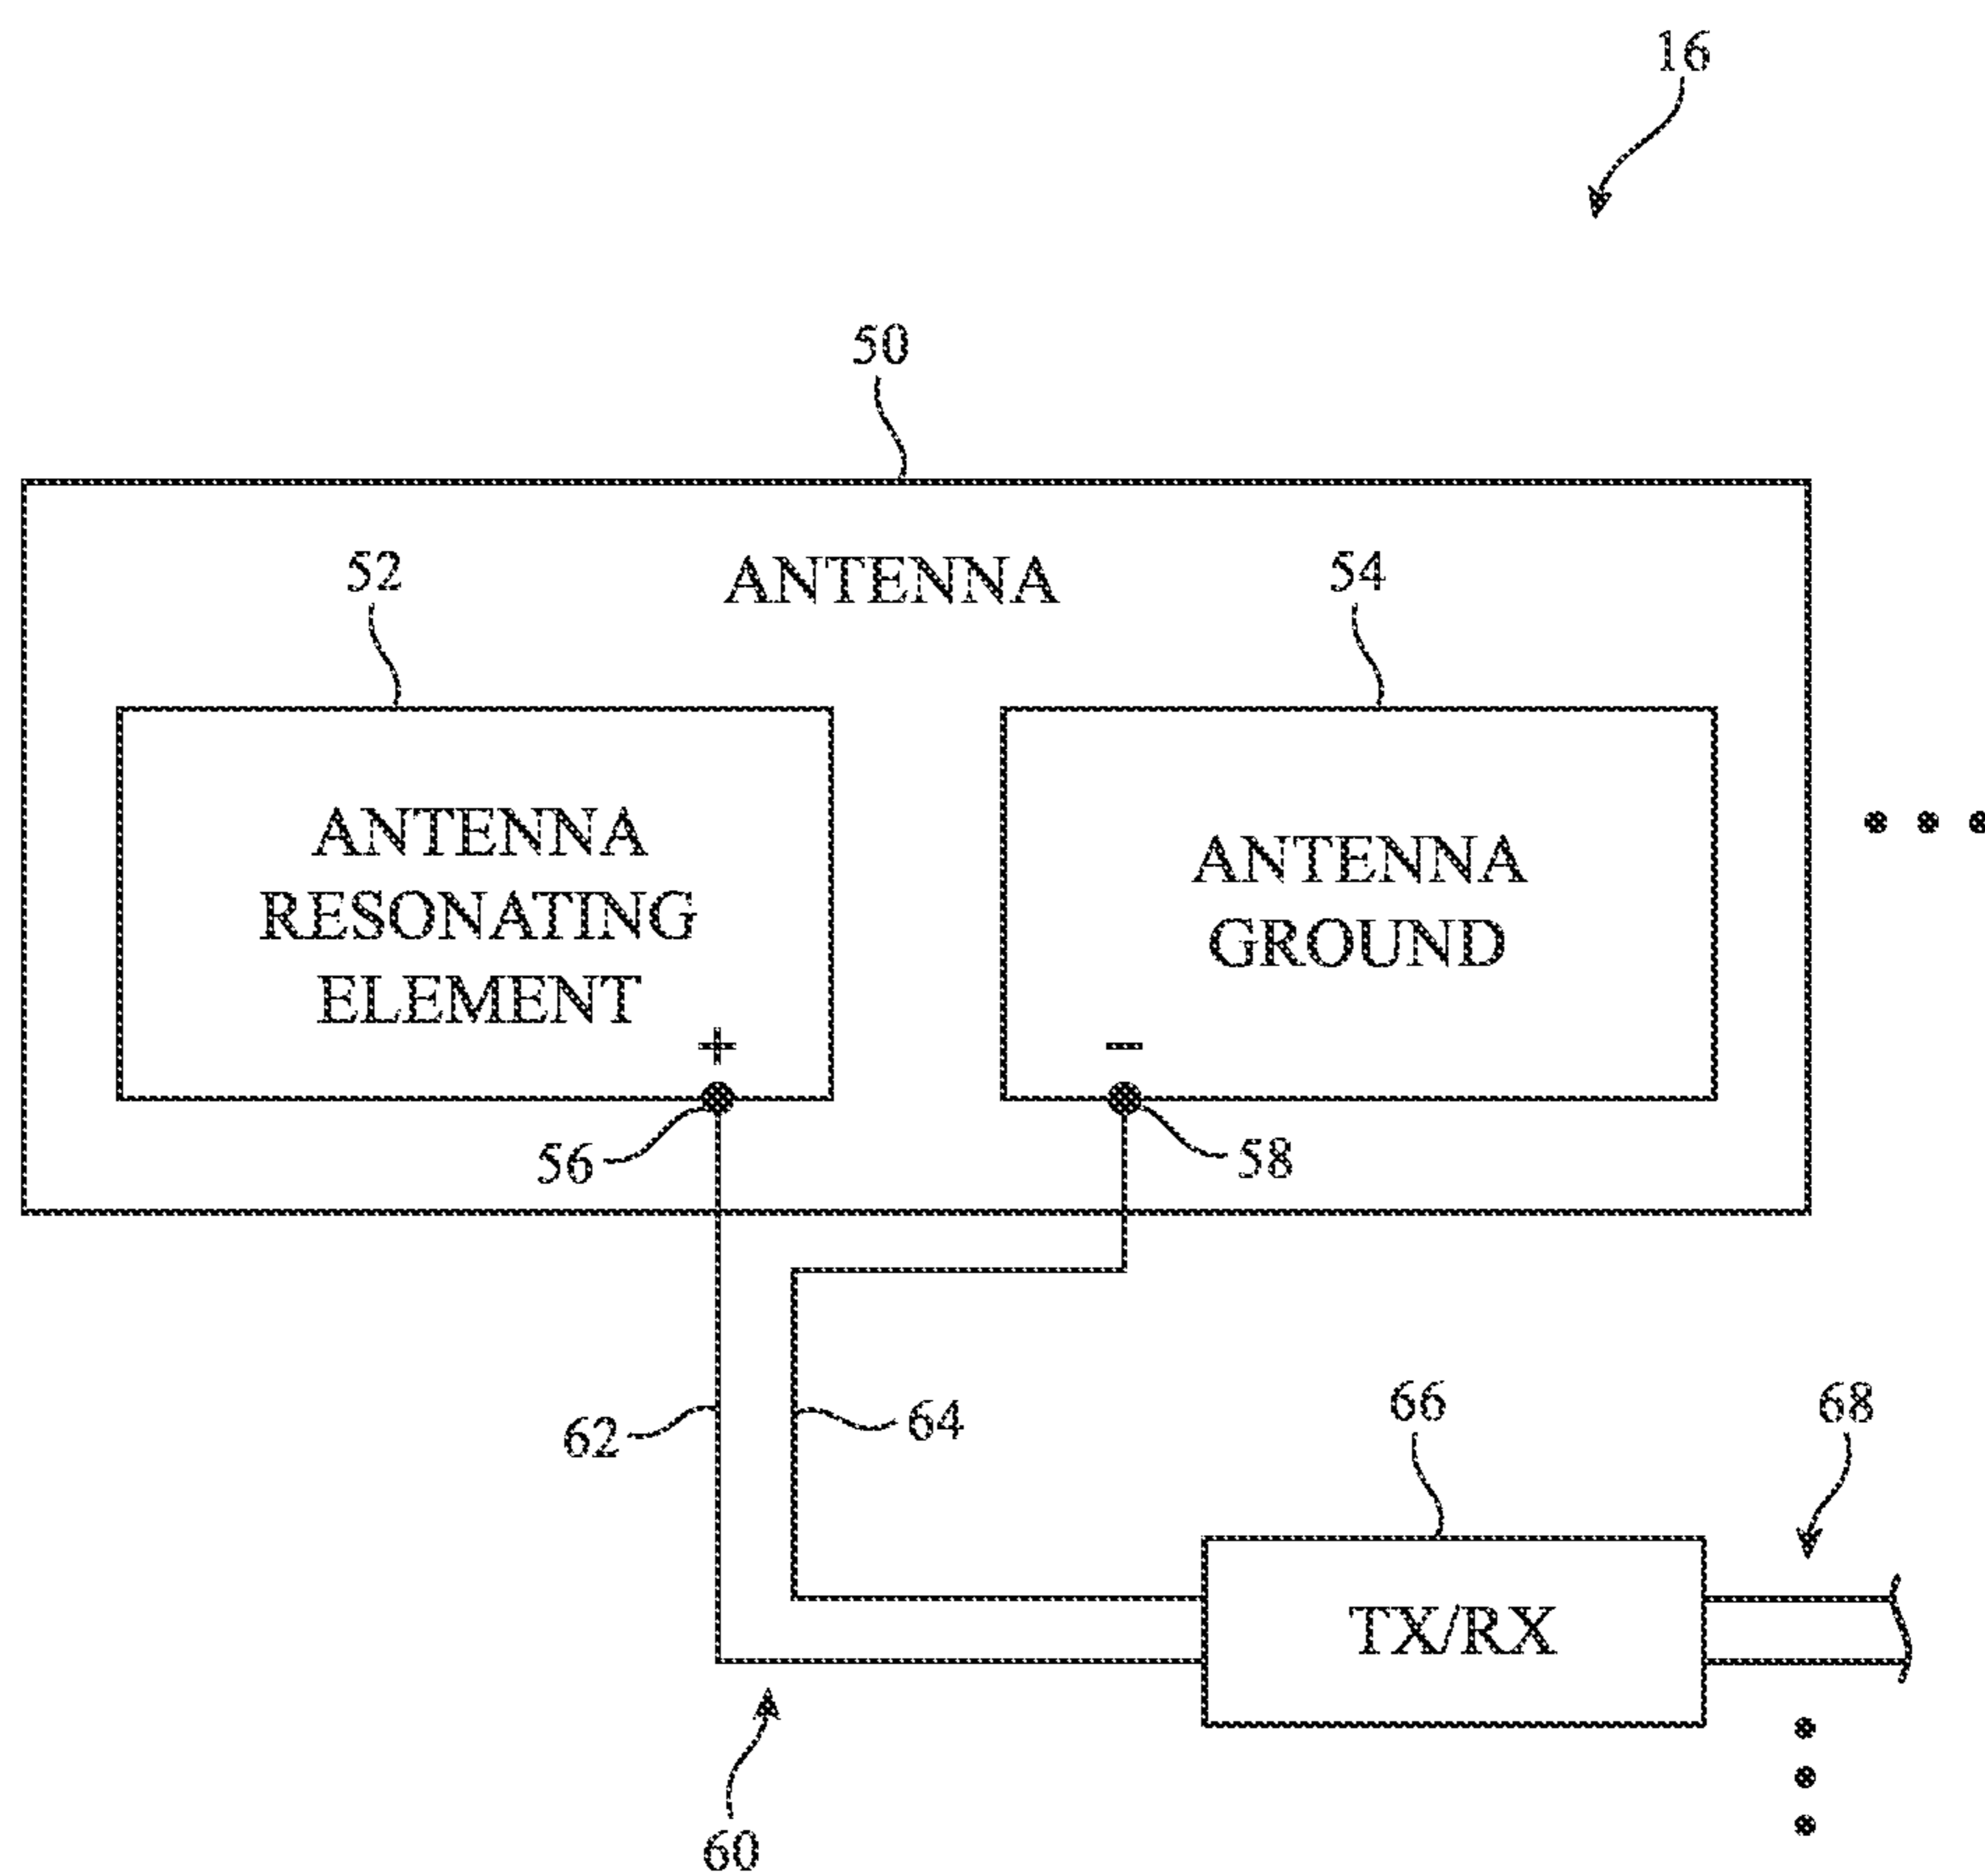 16
50
52
ANTENNA
54
ANTENNA
RESONATING
ELEMENT
+
ANTENNA
GROUND
−
56
58
62
64
66
68
TX/RX
60